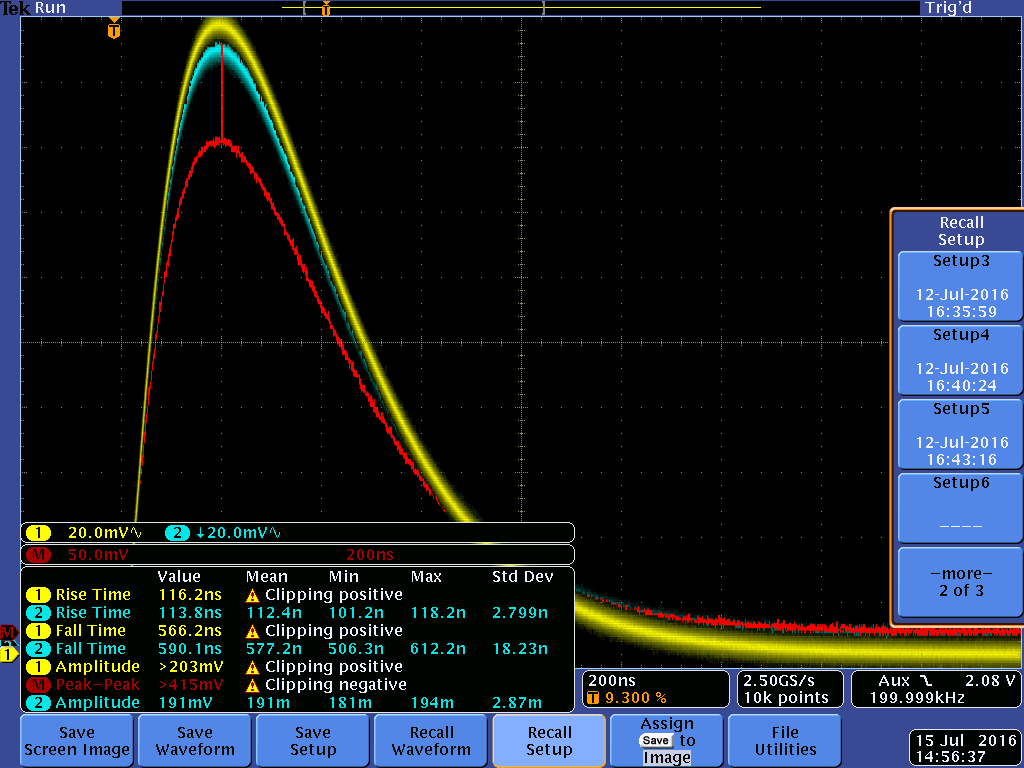 Tek Run Trig'd
T T
Recall
Setup
Setup3
12-Jul-2016
16:35:59
Setup4
12-Jul-2016
16:40:24
Setup5
12-Jul-2016
16:43:16
Setup6
----
-more-
2 of 3
1 20.0mV∿ 2 ↓20.0mV∿
M 50.0mV 200ns
Value Mean Min Max Std Dev
1 Rise Time 116.2ns Clipping positive
2 Rise Time 113.8ns 112.4n 101.2n 118.2n 2.799n
1 Fall Time 566.2ns Clipping positive
2 Fall Time 590.1ns 577.2n 506.3n 612.2n 18.23n
1 Amplitude >203mV Clipping positive
M Peak-Peak >415mV Clipping negative
2 Amplitude 191mV 191m 181m 194m 2.87m
M
1
200ns
T 9.300 %
2.50GS/s
10k points
Aux 2.08 V
199.999kHz
Save
Screen Image
Save
Waveform
Save
Setup
Recall
Waveform
Recall
Setup
Assign
Save to
Image
File
Utilities
15 Jul 2016
14:56:37